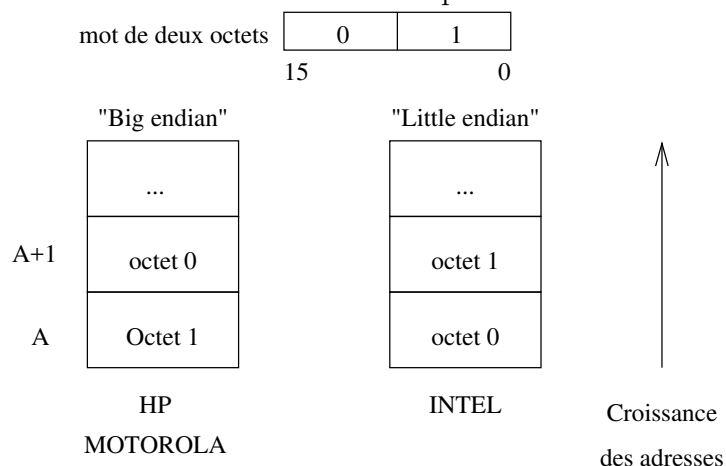 mot de deux octets 0 1
15 0
"Big endian" "Little endian"
... ...
A+1 octet 0 octet 1
A Octet 1 octet 0
HP INTEL Croissance
MOTOROLA des adresses